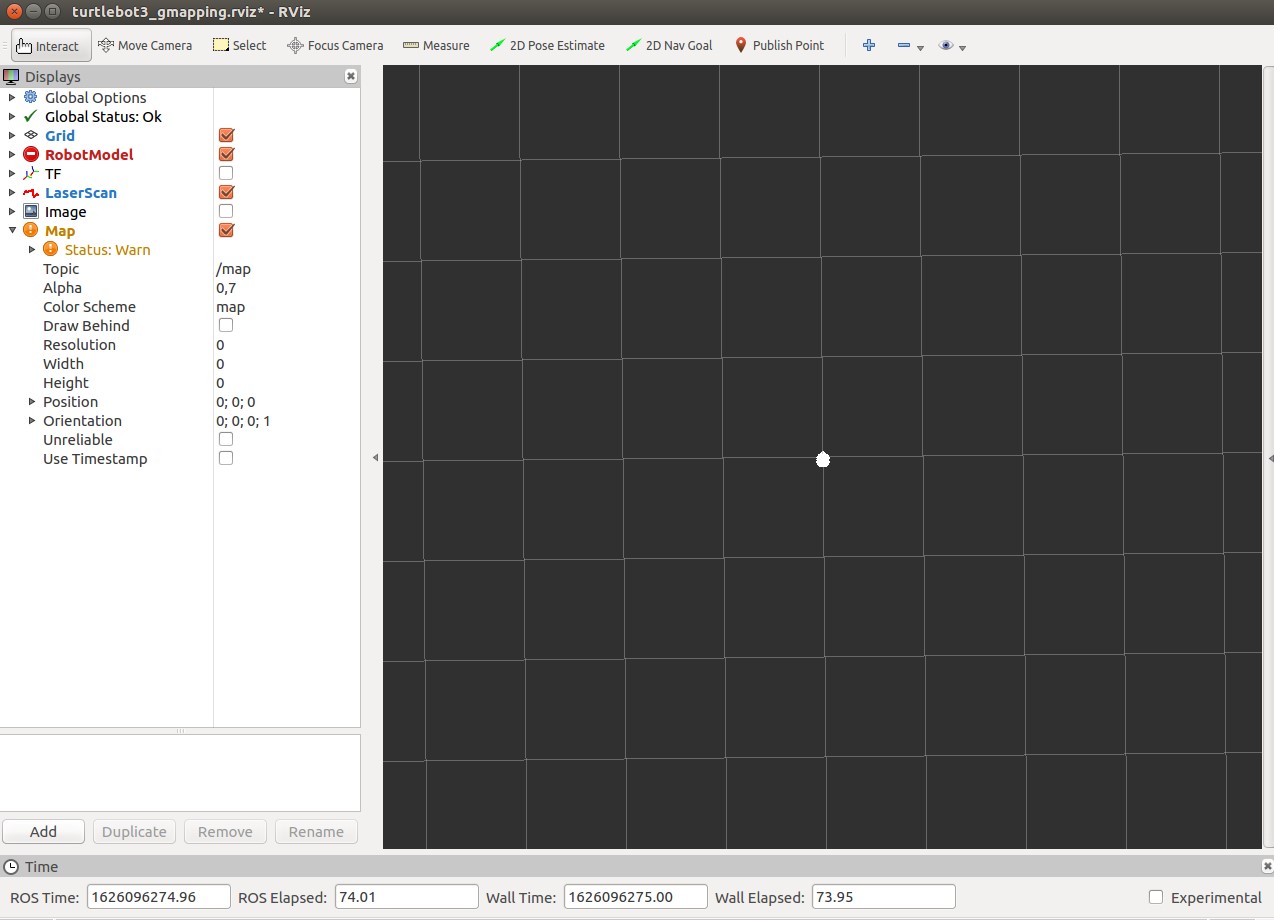 turtlebot3_gmapping.rviz* - RViz
Interact Move Camera Select Focus Camera Measure 2D Pose Estimate 2D Nav Goal Publish Point
Displays
Global Options
Global Status: Ok
Grid
RobotModel
TF
LaserScan
Image
Map
Status: Warn
Topic /map
Alpha 0,7
Color Scheme map
Draw Behind
Resolution 0
Width 0
Height 0
Position 0; 0; 0
Orientation 0; 0; 0; 1
Unreliable
Use Timestamp
Add Duplicate Remove Rename
Time
ROS Time: 1626096274.96 ROS Elapsed: 74.01 Wall Time: 1626096275.00 Wall Elapsed: 73.95 Experimental